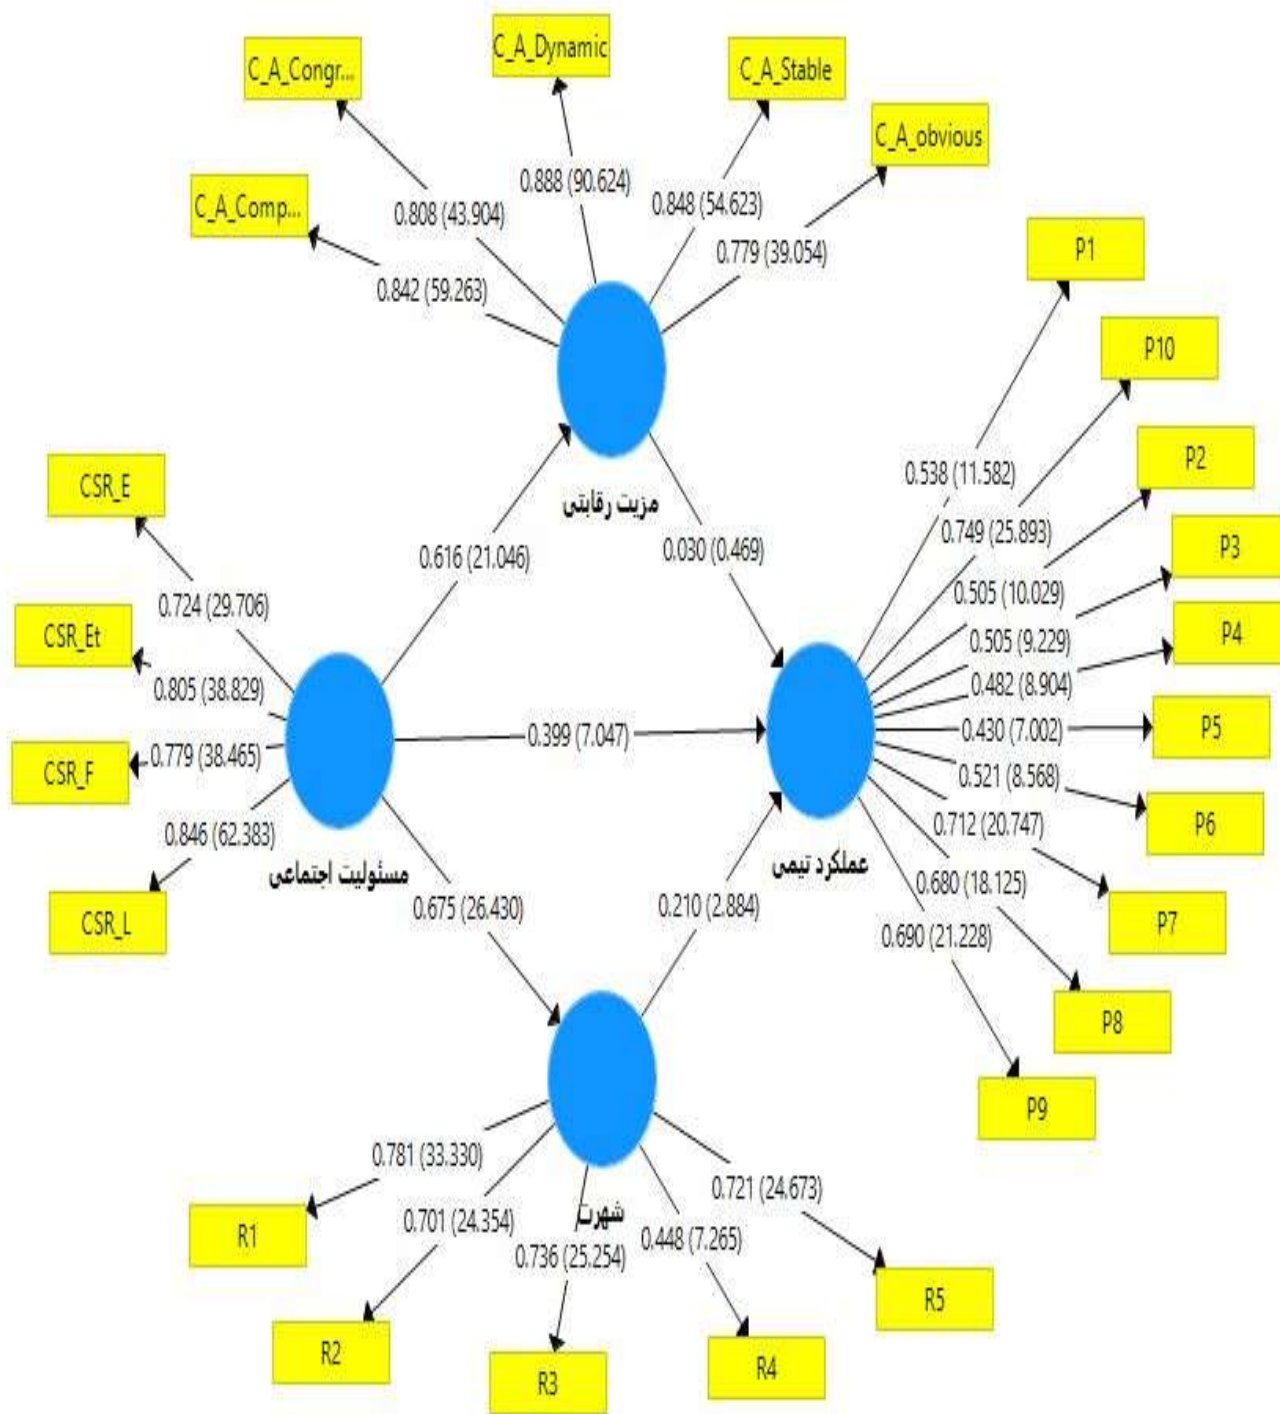 C_A_Dynamic
C_A_Congr...
C_A_Stable
C_A_obvious
C_A_Comp...
0.888 (90.624)
0.808 (43.904)
0.848 (54.623)
0.779 (39.054)
0.842 (59.263)
P1
P10
P2
P3
P4
P5
P6
P7
P8
P9
0.538 (11.582)
0.749 (25.893)
0.505 (10.029)
0.505 (9.229)
0.482 (8.904)
0.430 (7.002)
0.521 (8.568)
0.712 (20.747)
0.680 (18.125)
0.690 (21.228)
مزیت رقابتی
0.616 (21.046)
0.030 (0.469)
CSR_E
CSR_Et
CSR_F
CSR_L
0.724 (29.706)
0.805 (38.829)
0.779 (38.465)
0.846 (62.383)
0.399 (7.047)
مسئولیت اجتماعی
عملکرد تیمی
0.675 (26.430)
0.210 (2.884)
شهرت
0.781 (33.330)
0.701 (24.354)
0.736 (25.254)
0.448 (7.265)
0.721 (24.673)
R1
R2
R3
R4
R5